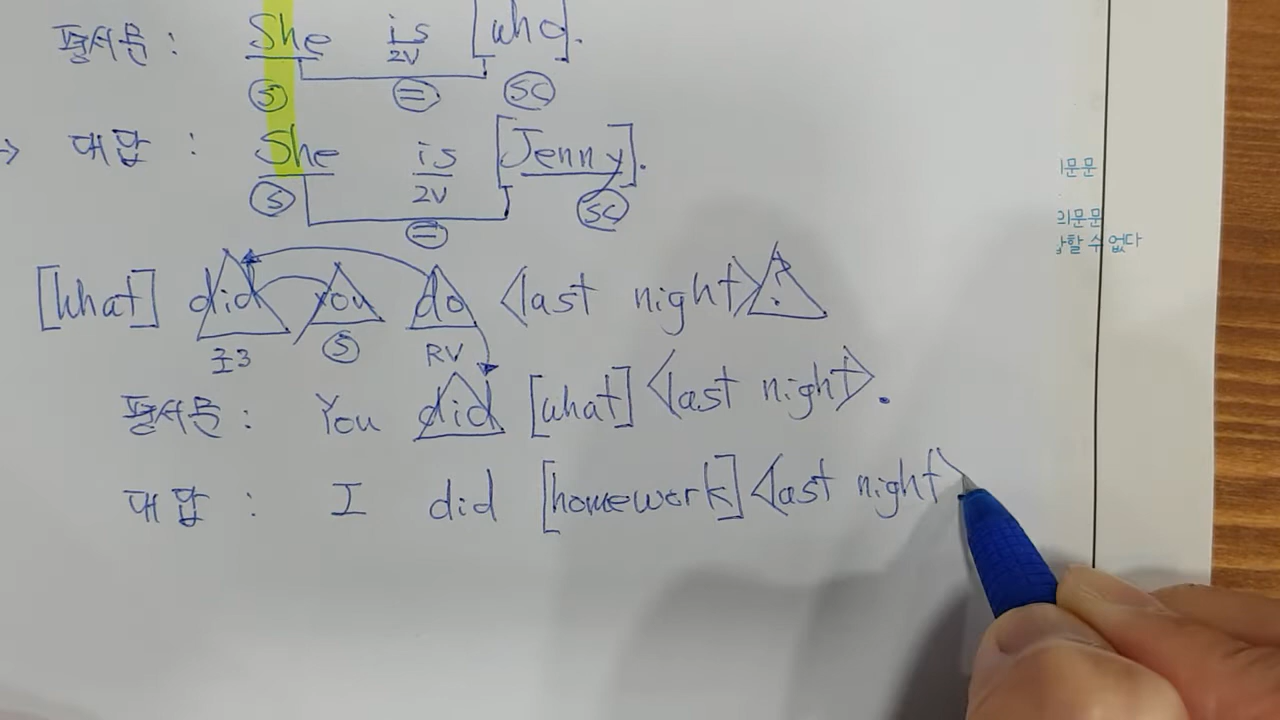 평서문 : She is [who].
2V
S = SC
→ 대답 : She is [Jenny].
2V
S = SC
[What] did you do <last night>?
조3 S RV
평서문 : You did [what] <last night>.
대답 : I did [homework] <last night>
의문문
의문문
할 수 없다